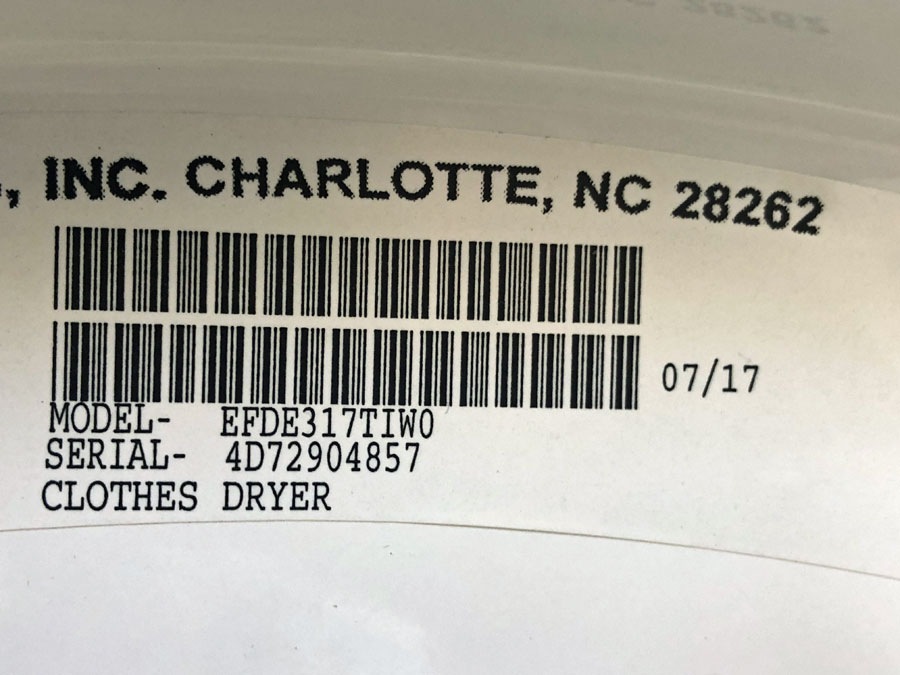 , INC. CHARLOTTE, NC 28262
07/17
MODEL- EFDE317TIW0
SERIAL- 4D72904857
CLOTHES DRYER